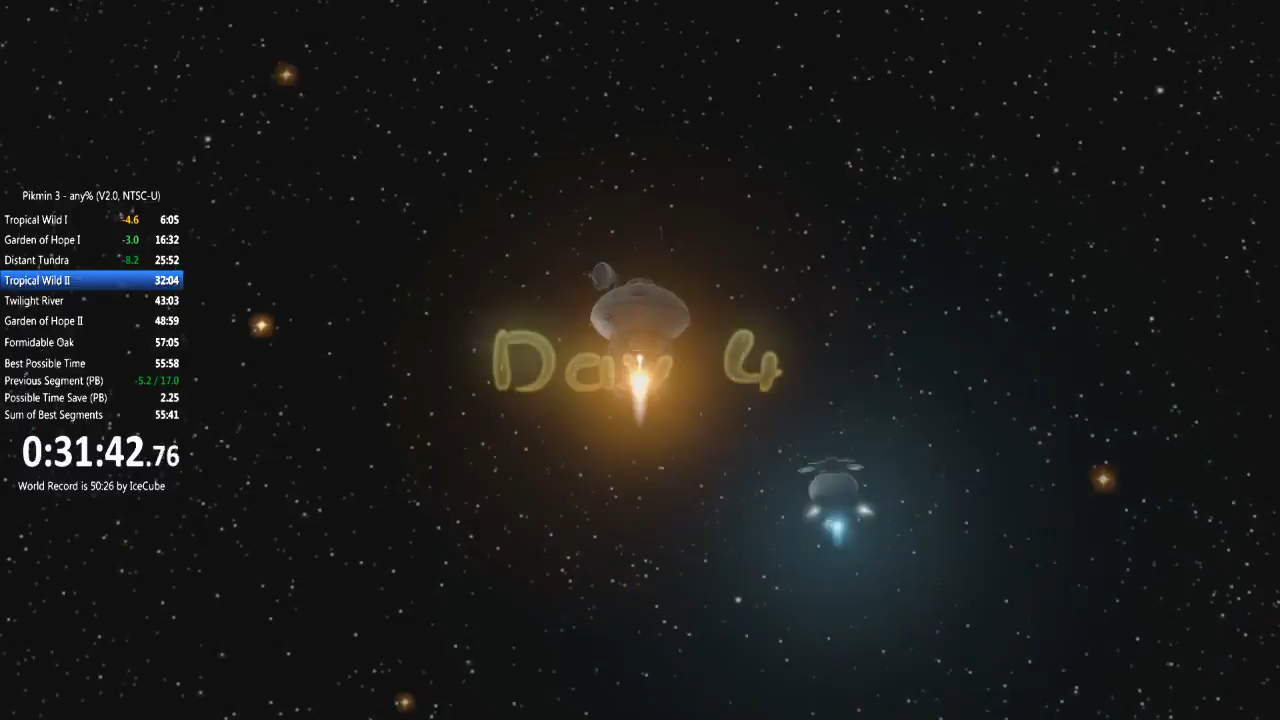 Pikmin 3 - any% (V2.0, NTSC-U)
Tropical Wild I -4.6 6:05
Garden of Hope I -3.0 16:32
Distant Tundra -8.2 25:52
Tropical Wild II 32:04
Twilight River 43:03
Garden of Hope II 48:59
Formidable Oak 57:05
Best Possible Time 55:58
Previous Segment (PB) -5.2 / 17.0
Possible Time Save (PB) 2.25
Sum of Best Segments 55:41
0:31:42.76
World Record is 50:26 by IceCube
Day 4